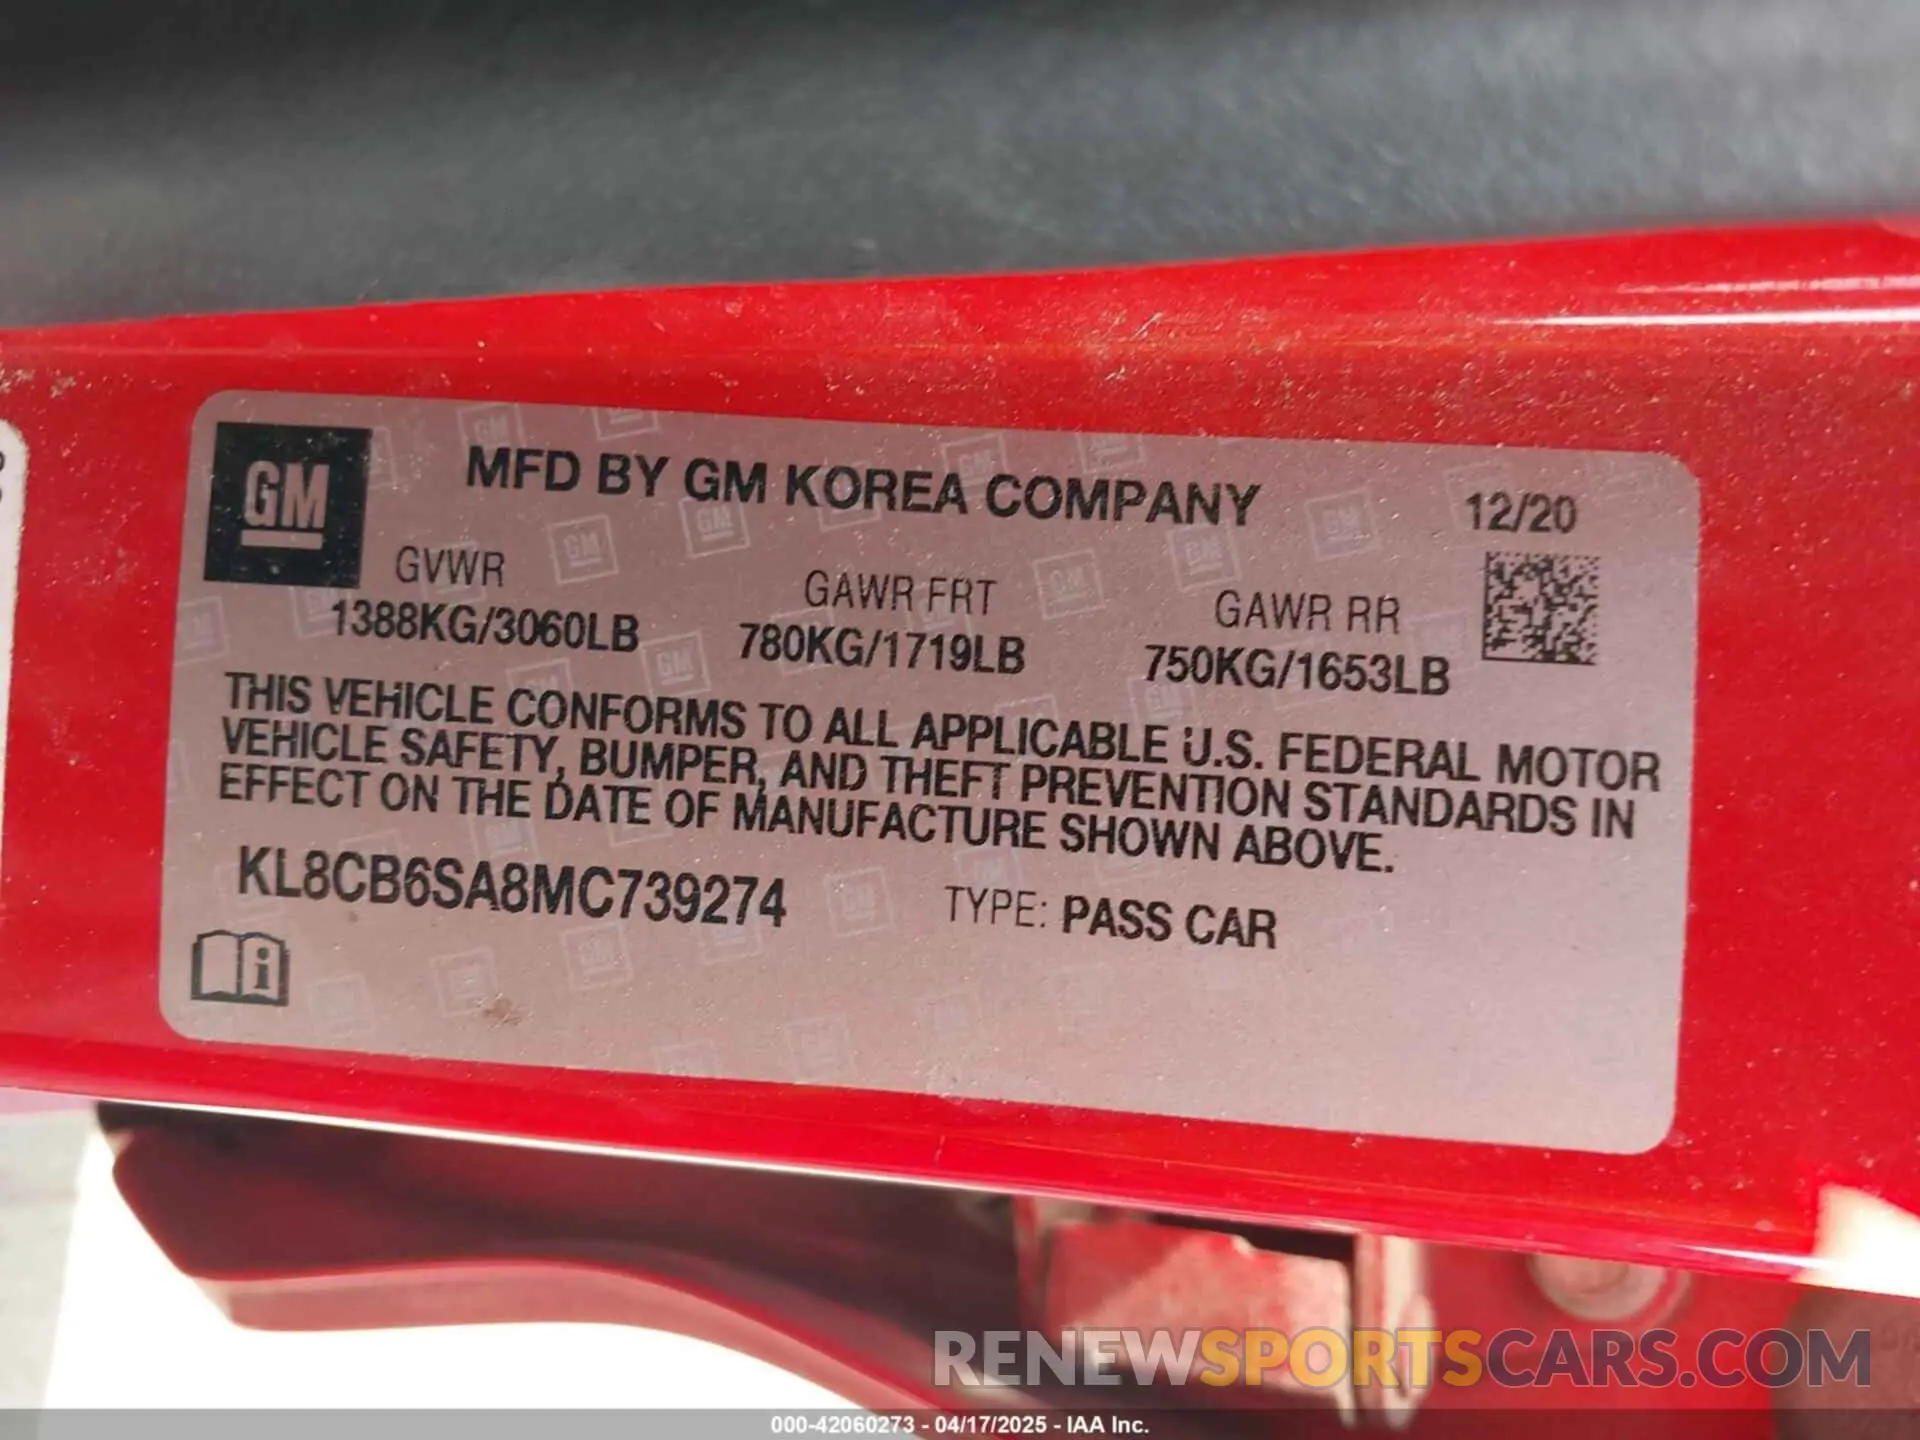 GM
MFD BY GM KOREA COMPANY
12/20
GVWR
1388KG/3060LB
GAWR FRT
780KG/1719LB
GAWR RR
750KG/1653LB
THIS VEHICLE CONFORMS TO ALL APPLICABLE U.S. FEDERAL MOTOR
VEHICLE SAFETY, BUMPER, AND THEFT PREVENTION STANDARDS IN
EFFECT ON THE DATE OF MANUFACTURE SHOWN ABOVE.
KL8CB6SA8MC739274
TYPE: PASS CAR
i
RENEWSPORTSCARS.COM
000-42060273 - 04/17/2025 - IAA Inc.